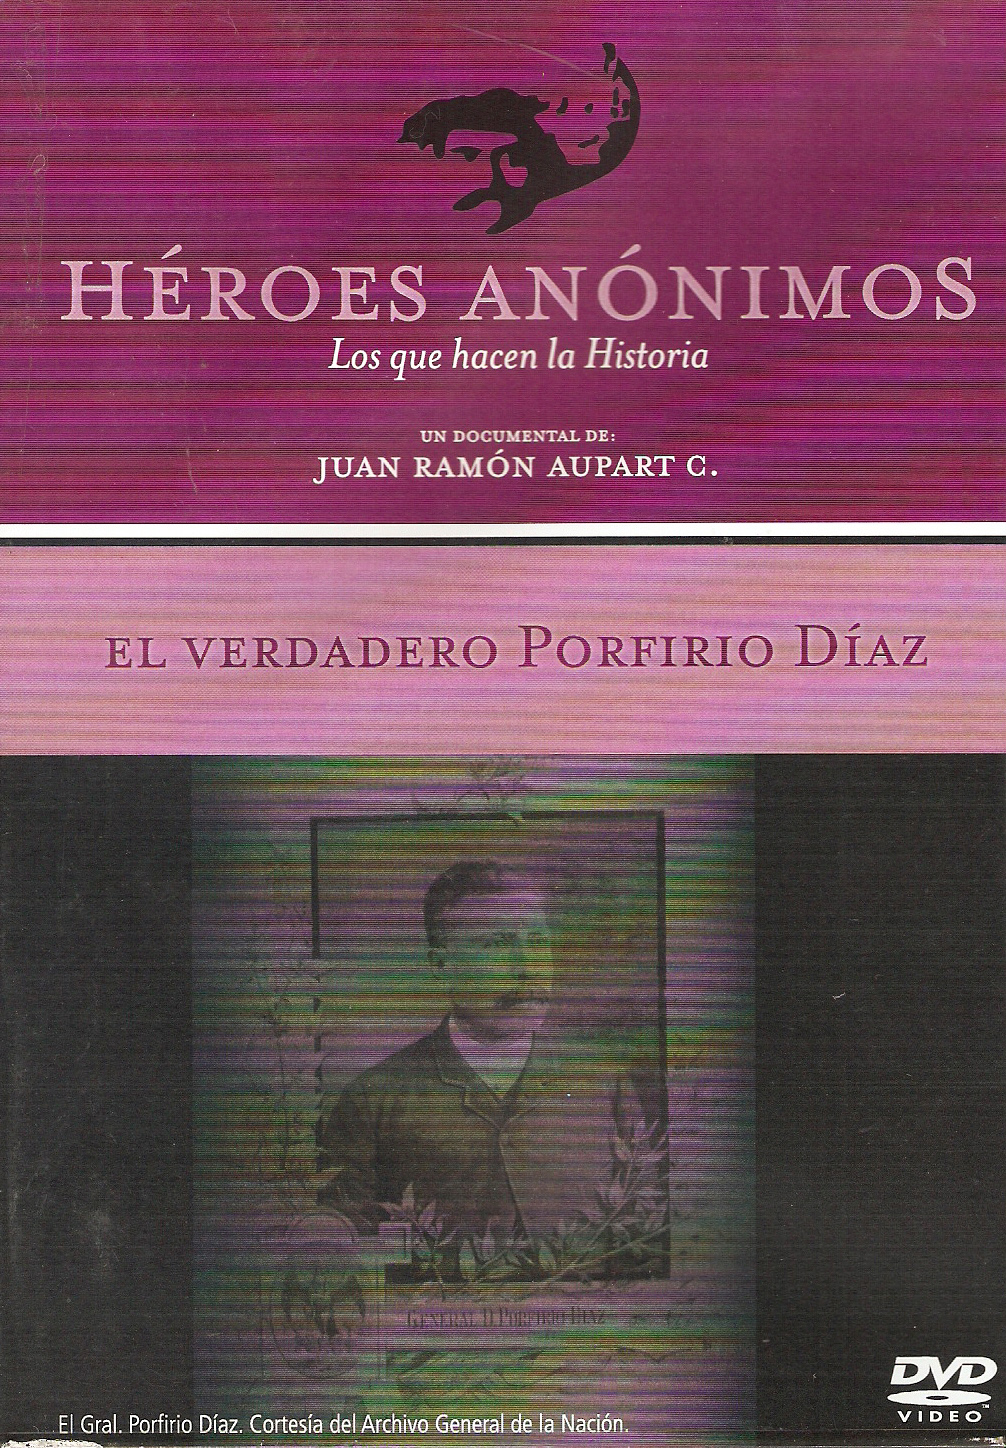 HÉROES ANÓNIMOS
Los que hacen la Historia
UN DOCUMENTAL DE:
JUAN RAMÓN AUPART C.
EL VERDADERO PORFIRIO DÍAZ
GENERAL D. PORFIRIO DIAZ
El Gral. Porfirio Díaz. Cortesía del Archivo General de la Nación.
DVD
VIDEO
TM